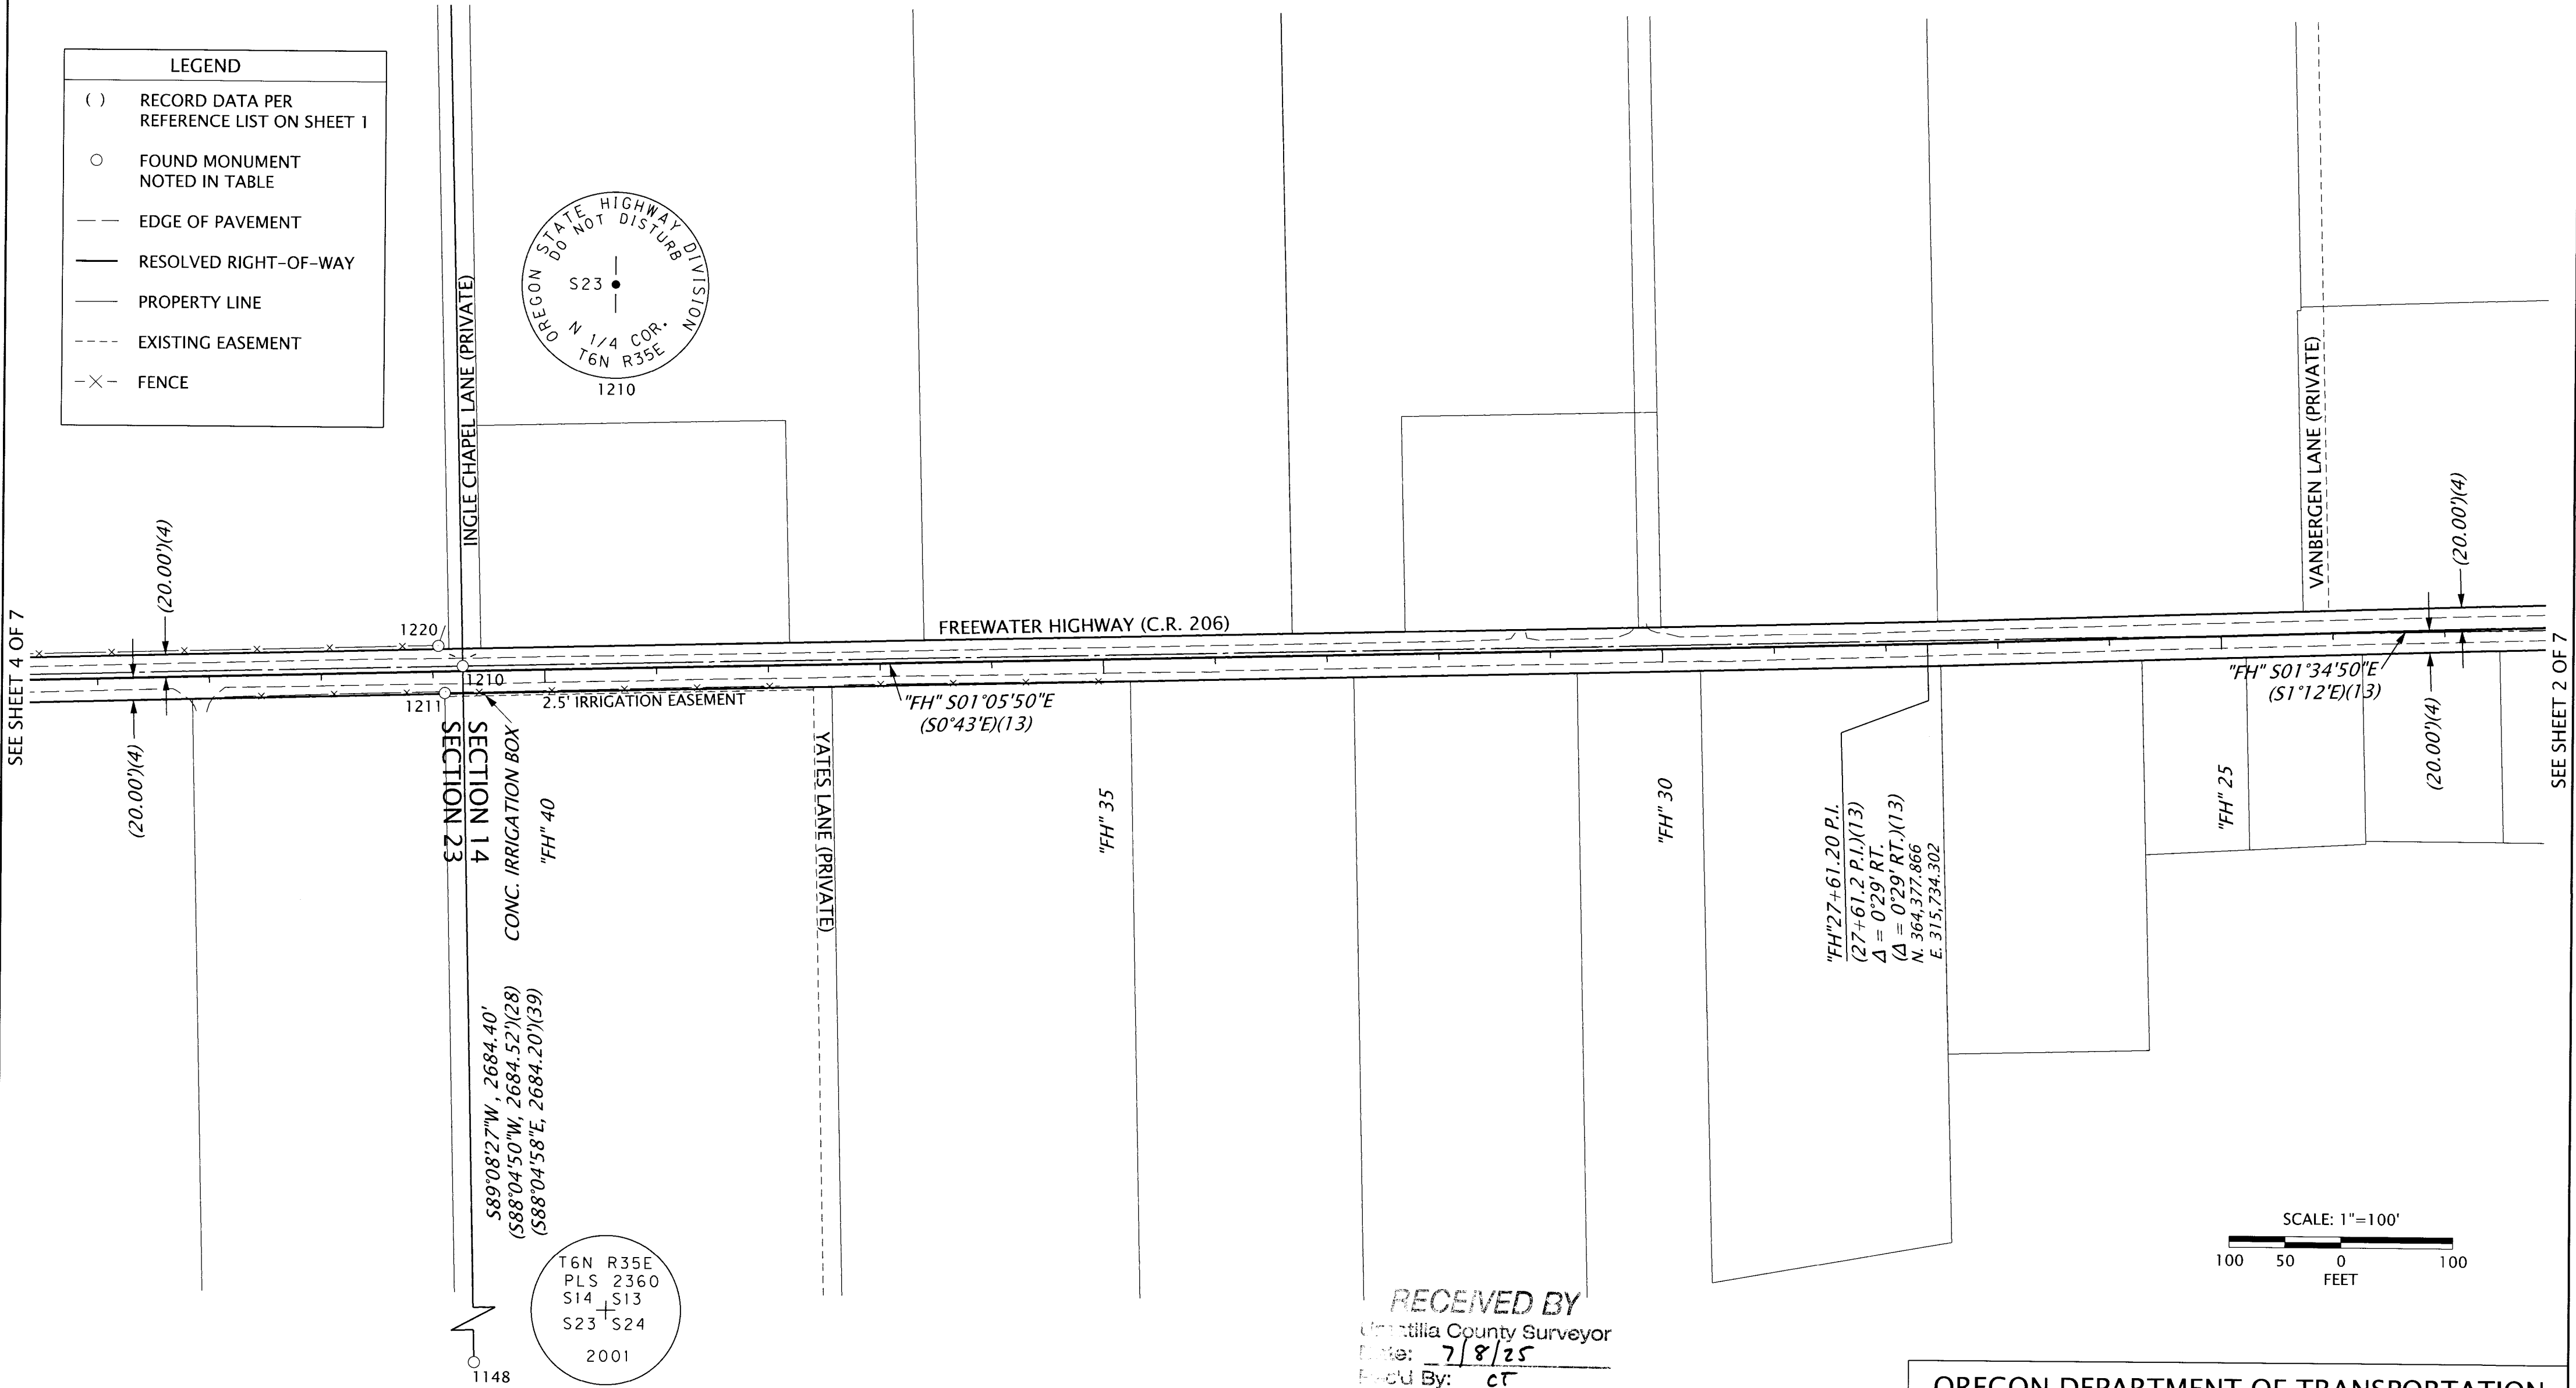 LEGEND
( ) RECORD DATA PER
REFERENCE LIST ON SHEET 1
FOUND MONUMENT
NOTED IN TABLE
EDGE OF PAVEMENT
RESOLVED RIGHT-OF-WAY
PROPERTY LINE
EXISTING EASEMENT
FENCE
OREGON STATE HIGHWAY DIVISION
DO NOT DISTURB
S23
N 1/4 COR.
T6N R35E
1210
INGLE CHAPEL LANE (PRIVATE)
VANBERGEN LANE (PRIVATE)
(20.00')(4)
(20.00')(4)
SEE SHEET 4 OF 7
1220
FREEWATER HIGHWAY (C.R. 206)
1210
1211
2.5' IRRIGATION EASEMENT
"FH" S01°05'50"E
(S0°43'E)(13)
"FH" S01°34'50"E
(S1°12'E)(13)
SEE SHEET 2 OF 7
(20.00')(4)
SECTION 14
SECTION 23
CONC. IRRIGATION BOX
"FH" 40
YATES LANE (PRIVATE)
"FH" 35
"FH" 30
"FH"27+61.20 P.I.
(27+61.2 P.I.)(13)
Δ = 0°29' RT.
(Δ = 0°29' RT.)(13)
N. 364,377.866
E. 315,734.302
"FH" 25
(20.00')(4)
S89°08'27"W , 2684.40'
(S88°04'50"W, 2684.52')(28)
(S88°04'58"E, 2684.20')(39)
T6N R35E
PLS 2360
S14 S13
S23 S24
2001
1148
SCALE: 1"=100'
100 50 0 100
FEET
RECEIVED BY
County Surveyor
7/8/25
By: CT
OREGON DEPARTMENT OF TRANSPORTATION